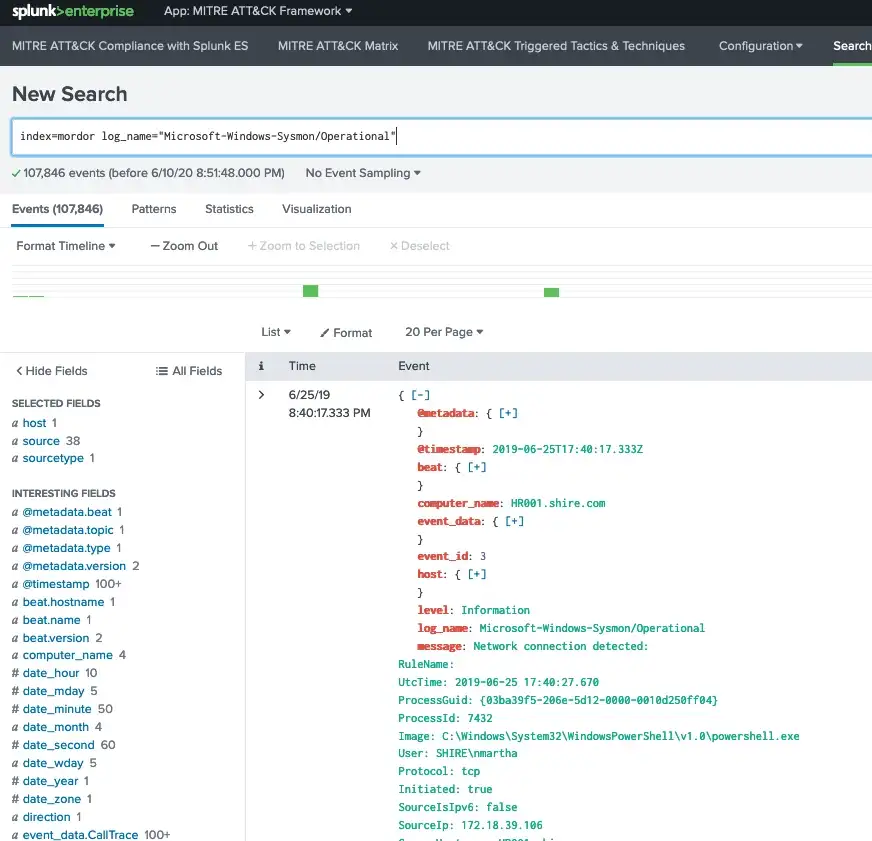 splunk>enterprise App: MITRE ATT&CK Framework
MITRE ATT&CK Compliance with Splunk ES MITRE ATT&CK Matrix MITRE ATT&CK Triggered Tactics & Techniques Configuration Search
New Search
index=mordor log_name="Microsoft-Windows-Sysmon/Operational"
107,846 events (before 6/10/20 8:51:48.000 PM) No Event Sampling
Events (107,846) Patterns Statistics Visualization
Format Timeline — Zoom Out + Zoom to Selection × Deselect
List Format 20 Per Page
< Hide Fields All Fields
i Time Event
SELECTED FIELDS
a host 1
a source 38
a sourcetype 1
INTERESTING FIELDS
a @metadata.beat 1
a @metadata.topic 1
a @metadata.type 1
a @metadata.version 2
a @timestamp 100+
a beat.hostname 1
a beat.name 1
a beat.version 2
a computer_name 4
# date_hour 10
# date_mday 5
# date_minute 50
a date_month 4
# date_second 60
a date_wday 5
# date_year 1
# date_zone 1
a direction 1
a event_data.CallTrace 100+
> 6/25/19
8:40:17.333 PM
{ [-]
@metadata: { [+]
}
@timestamp: 2019-06-25T17:40:17.333Z
beat: { [+]
}
computer_name: HR001.shire.com
event_data: { [+]
}
event_id: 3
host: { [+]
}
level: Information
log_name: Microsoft-Windows-Sysmon/Operational
message: Network connection detected:
RuleName:
UtcTime: 2019-06-25 17:40:27.670
ProcessGuid: {03ba39f5-206e-5d12-0000-0010d250ff04}
ProcessId: 7432
Image: C:\Windows\System32\WindowsPowerShell\v1.0\powershell.exe
User: SHIRE\nmartha
Protocol: tcp
Initiated: true
SourceIsIpv6: false
SourceIp: 172.18.39.106